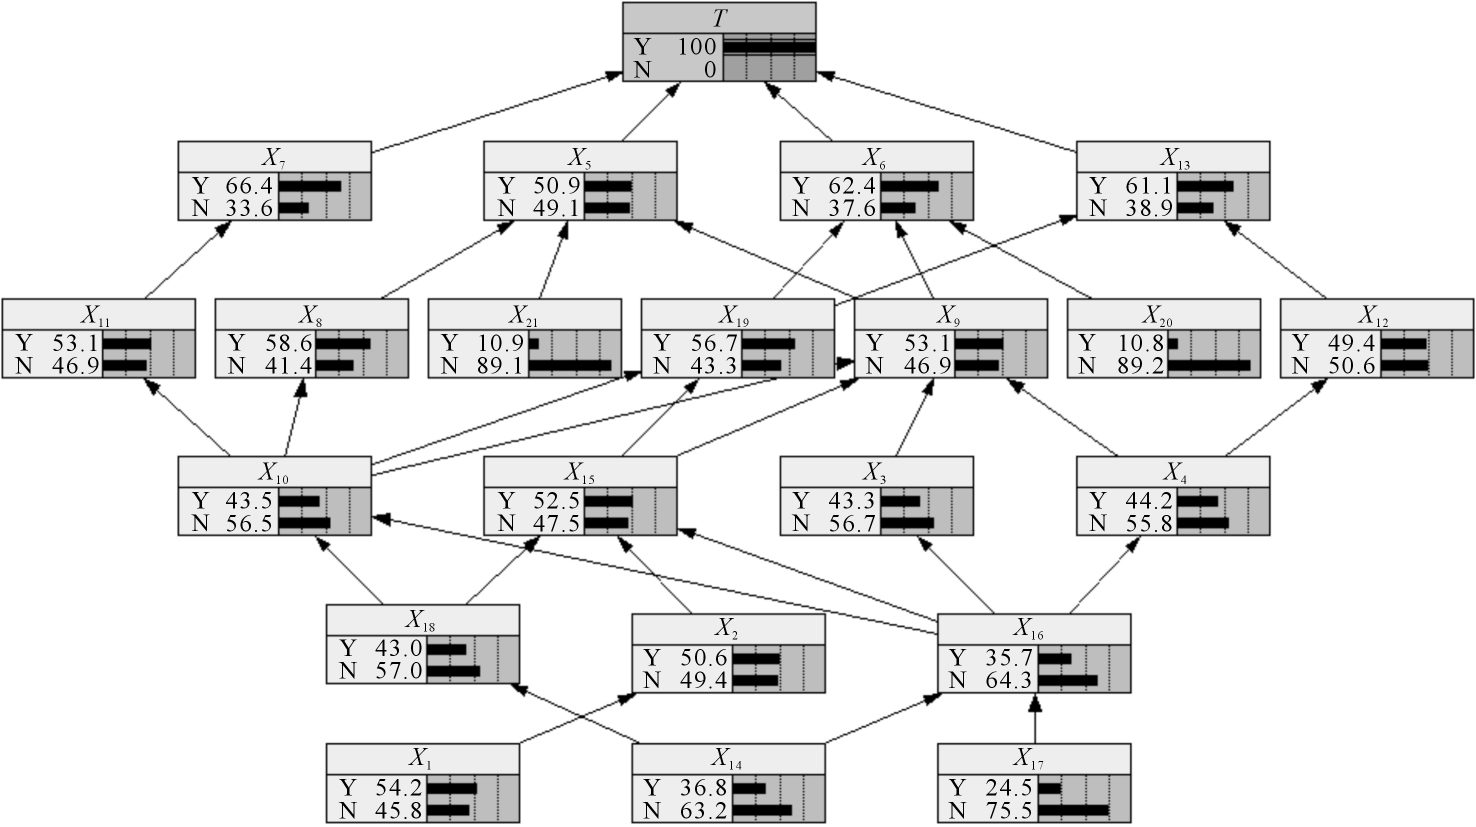 T
Y 100
N 0
X7
Y 66.4
N 33.6
X5
Y 50.9
N 49.1
X6
Y 62.4
N 37.6
X13
Y 61.1
N 38.9
X11
Y 53.1
N 46.9
X8
Y 58.6
N 41.4
X21
Y 10.9
N 89.1
X19
Y 56.7
N 43.3
X9
Y 53.1
N 46.9
X20
Y 10.8
N 89.2
X12
Y 49.4
N 50.6
X10
Y 43.5
N 56.5
X15
Y 52.5
N 47.5
X3
Y 43.3
N 56.7
X4
Y 44.2
N 55.8
X18
Y 43.0
N 57.0
X2
Y 50.6
N 49.4
X16
Y 35.7
N 64.3
X1
Y 54.2
N 45.8
X14
Y 36.8
N 63.2
X17
Y 24.5
N 75.5